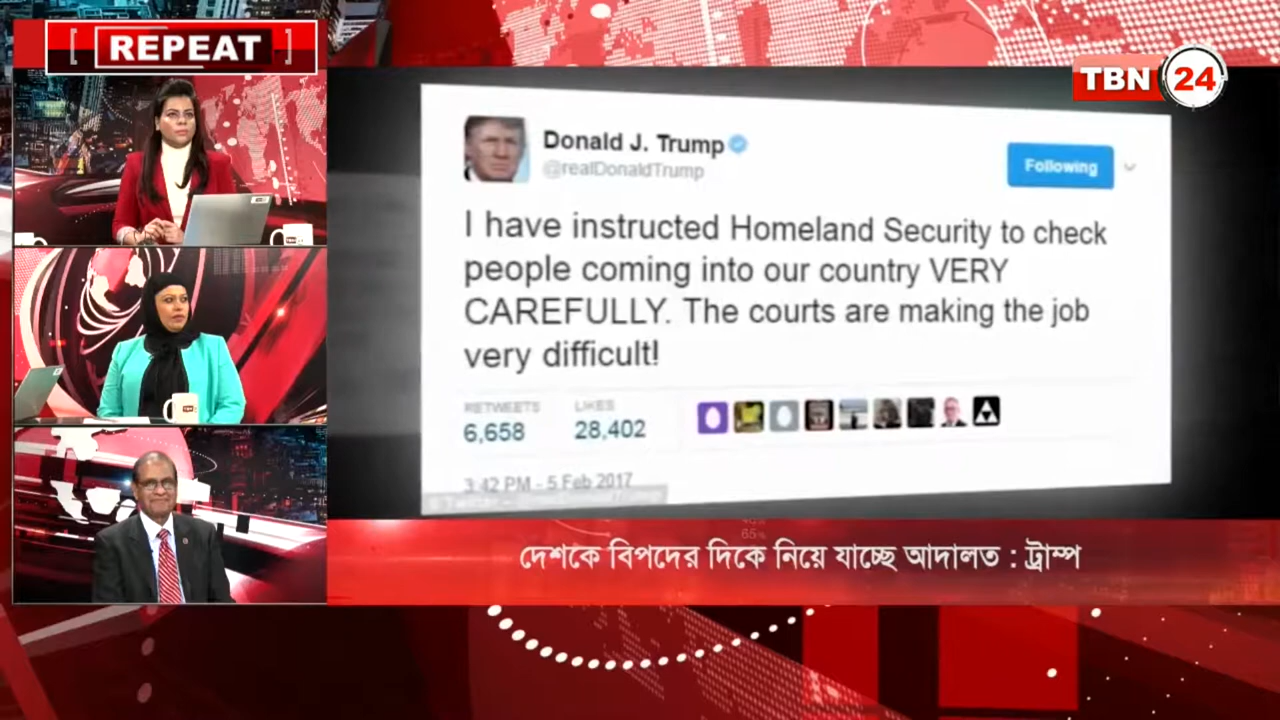 [ REPEAT ]
TBN 24
Donald J. Trump
@realDonaldTrump
Following
I have instructed Homeland Security to check
people coming into our country VERY
CAREFULLY. The courts are making the job
very difficult!
RETWEETS
LIKES
6,658
28,402
3:42 PM - 5 Feb 2017
65%
TBN
দেশকে বিপদের দিকে নিয়ে যাচ্ছে আদালত : ট্রাম্প